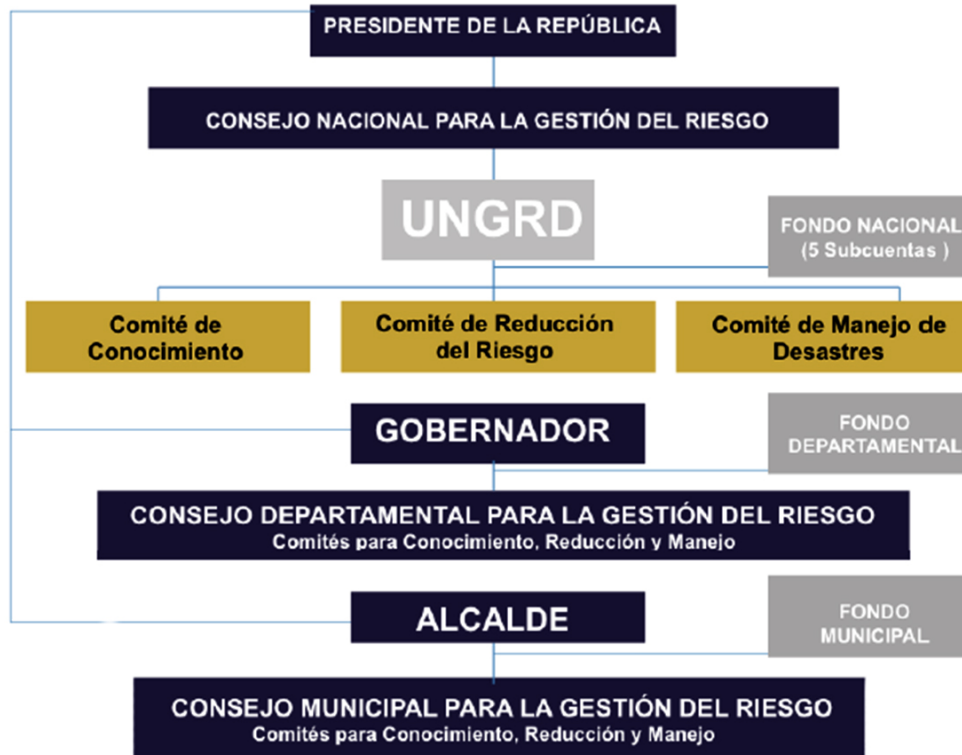 PRESIDENTE DE LA REPÚBLICA
CONSEJO NACIONAL PARA LA GESTIÓN DEL RIESGO
UNGRD
FONDO NACIONAL
(5 Subcuentas )
Comité de
Conocimiento
Comité de Reducción
del Riesgo
Comité de Manejo de
Desastres
GOBERNADOR
FONDO
DEPARTAMENTAL
CONSEJO DEPARTAMENTAL PARA LA GESTIÓN DEL RIESGO
Comités para Conocimiento, Reducción y Manejo
ALCALDE
FONDO
MUNICIPAL
CONSEJO MUNICIPAL PARA LA GESTIÓN DEL RIESGO
Comités para Conocimiento, Reducción y Manejo